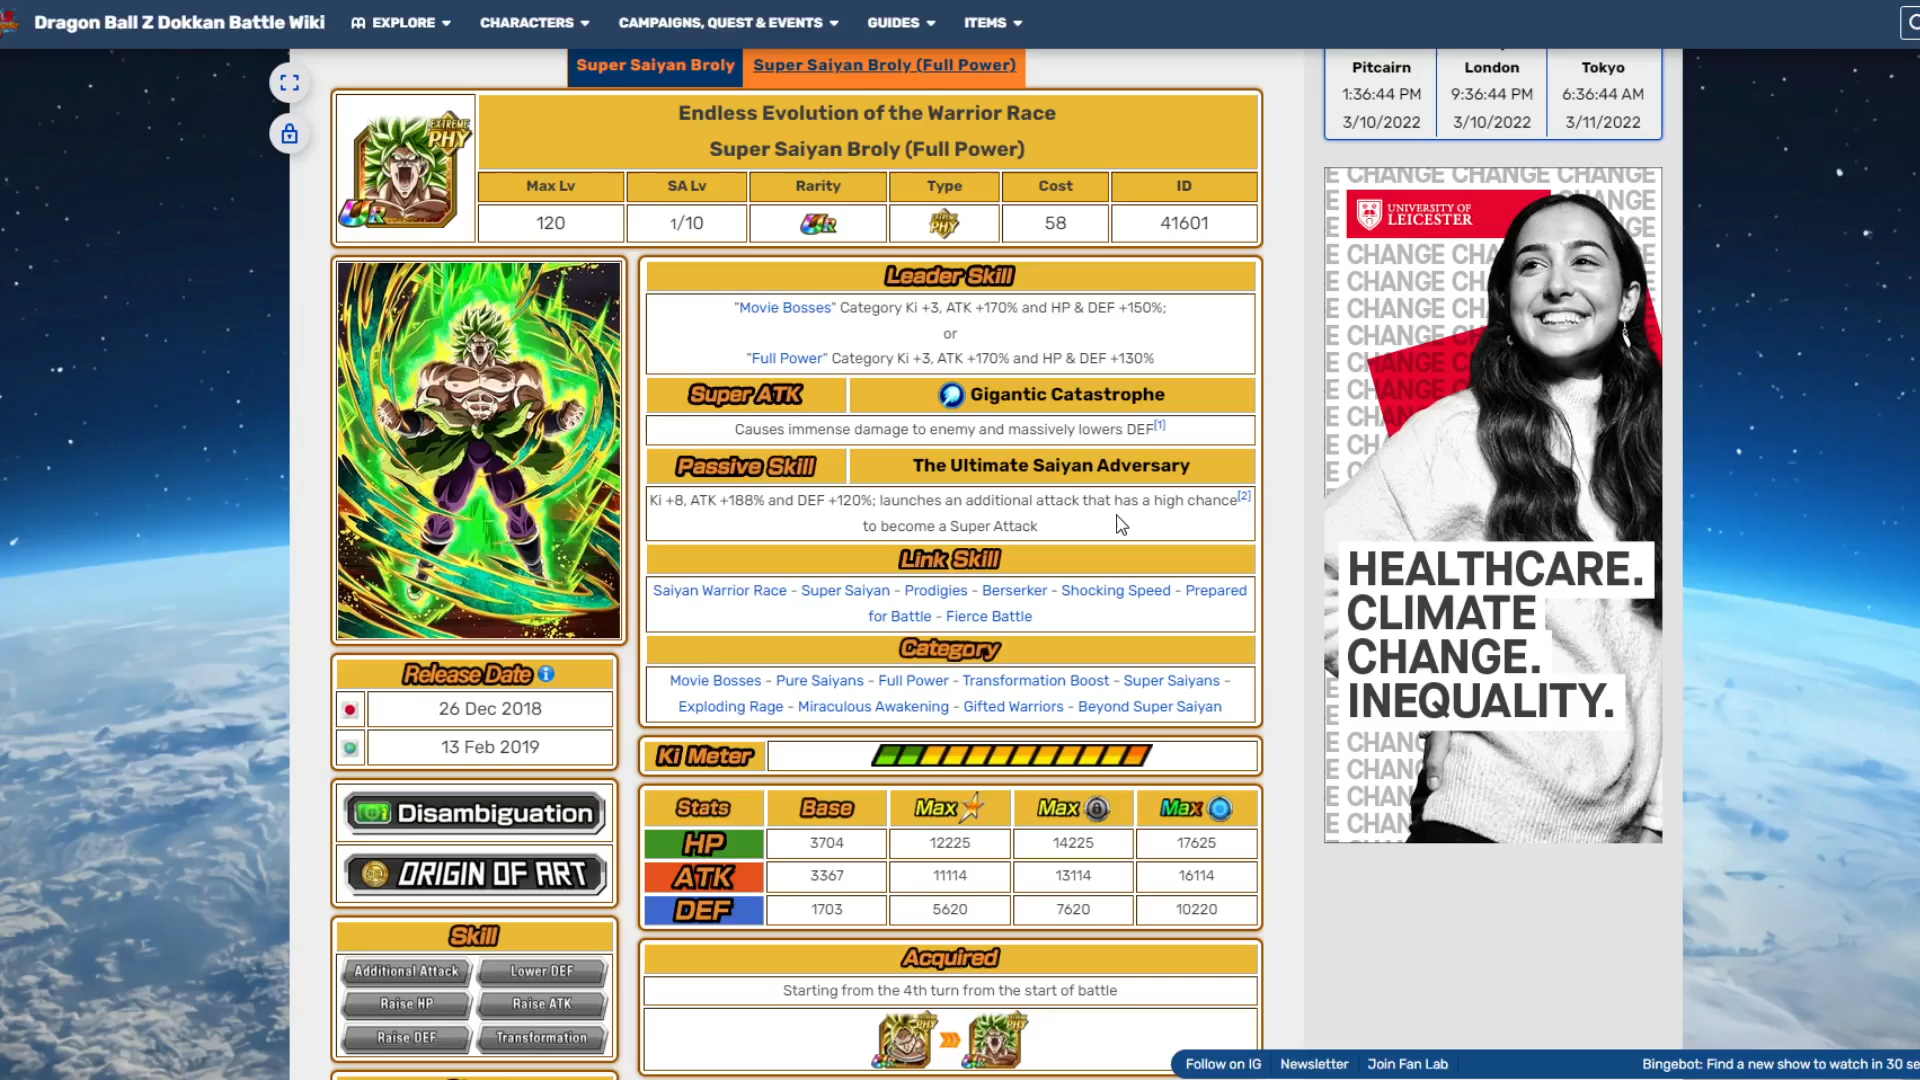 Dragon Ball Z Dokkan Battle Wiki
EXPLORE
CHARACTERS
CAMPAIGNS, QUEST & EVENTS
GUIDES
ITEMS
Super Saiyan Broly
Super Saiyan Broly (Full Power)
EXTREME
PHY
UR
Endless Evolution of the Warrior Race
Super Saiyan Broly (Full Power)
Max Lv
SA Lv
Rarity
Type
Cost
ID
120
1/10
UR
EXTREME
PHY
58
41601
Leader Skill
"Movie Bosses" Category Ki +3, ATK +170% and HP & DEF +150%;
or
"Full Power" Category Ki +3, ATK +170% and HP & DEF +130%
Super ATK
Gigantic Catastrophe
Causes immense damage to enemy and massively lowers DEF[1]
Passive Skill
The Ultimate Saiyan Adversary
Ki +8, ATK +188% and DEF +120%; launches an additional attack that has a high chance[2]
to become a Super Attack
Link Skill
Saiyan Warrior Race - Super Saiyan - Prodigies - Berserker - Shocking Speed - Prepared
for Battle - Fierce Battle
Category
Movie Bosses - Pure Saiyans - Full Power - Transformation Boost - Super Saiyans -
Exploding Rage - Miraculous Awakening - Gifted Warriors - Beyond Super Saiyan
Release Date
26 Dec 2018
13 Feb 2019
Disambiguation
ORIGIN OF ART
Skill
Additional Attack
Lower DEF
Raise HP
Raise ATK
Raise DEF
Transformation
Ki Meter
Stats
Base
Max
Max
Max
HP
3704
12225
14225
17625
ATK
3367
11114
13114
16114
DEF
1703
5620
7620
10220
Acquired
Starting from the 4th turn from the start of battle
PHY
UR
PHY
UR
Pitcairn
London
Tokyo
1:36:44 PM
9:36:44 PM
6:36:44 AM
3/10/2022
3/10/2022
3/11/2022
E CHANGE CHANGE CHANGE
UNIVERSITY OF
LEICESTER
HEALTHCARE.
CLIMATE
CHANGE.
INEQUALITY.
Follow on IG
Newsletter
Join Fan Lab
Bingebot: Find a new show to watch in 30 se